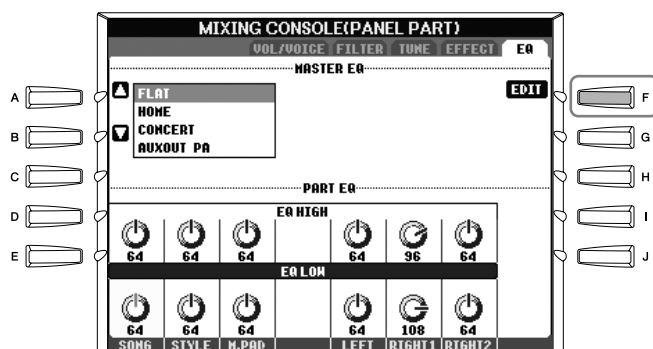 MIXING CONSOLE(PANEL PART)
VOL/VOICE FILTER TUNE EFFECT EQ
MASTER EQ
A FLAT EDIT F
HOME
B CONCERT G
AUXOUT PA
C H
PART EQ
D EQ HIGH I
64 64 64 64 96 64
E EQ LOW J
64 64 64 64 108 64
SONG STYLE M.PAD LEFT RIGHT1 RIGHT2